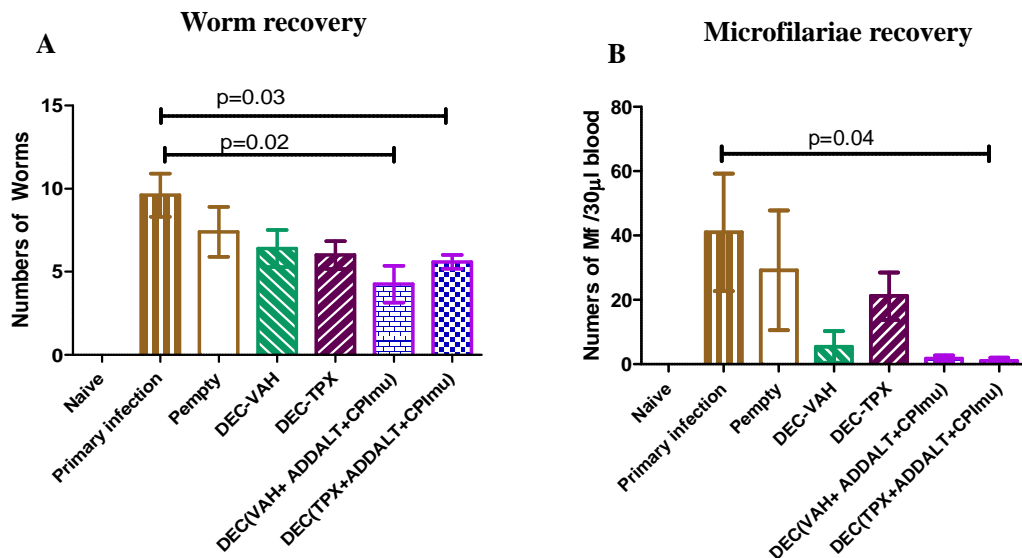 Worm recovery
A
p=0.03
p=0.02
15
10
5
0
Numbers of Worms
Naive
Primary infection
Pempty
DEC-VAH
DEC-TPX
DEC(VAH+ ADDALT+CPImu)
DEC(TPX+ADDALT+CPImu)
Microfilariae recovery
B
p=0.04
80
60
40
20
0
Numers of Mf /30µl blood
Naive
Primary infection
Pempty
DEC-VAH
DEC-TPX
DEC(VAH+ ADDALT+CPImu)
DEC(TPX+ADDALT+CPImu)